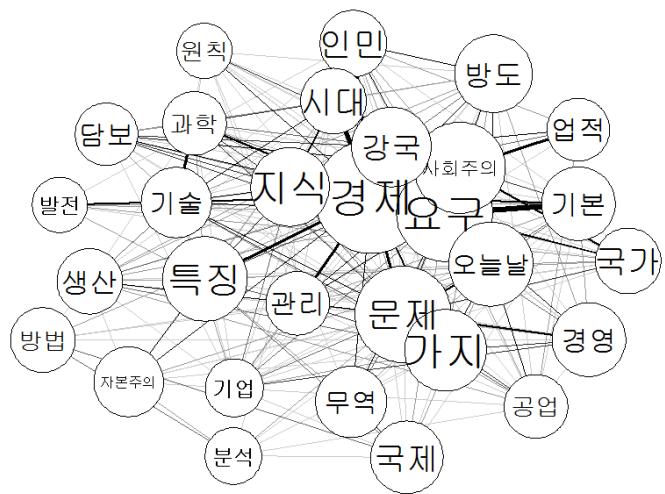 원칙
인민
방도
시대
과학
담보
강국
업적
사회주의
지식
경제
발전
기술
요구
기본
생산
특징
오늘날
국가
관리
문제
방법
가지
경영
자본주의
기업
무역
공업
분석
국제